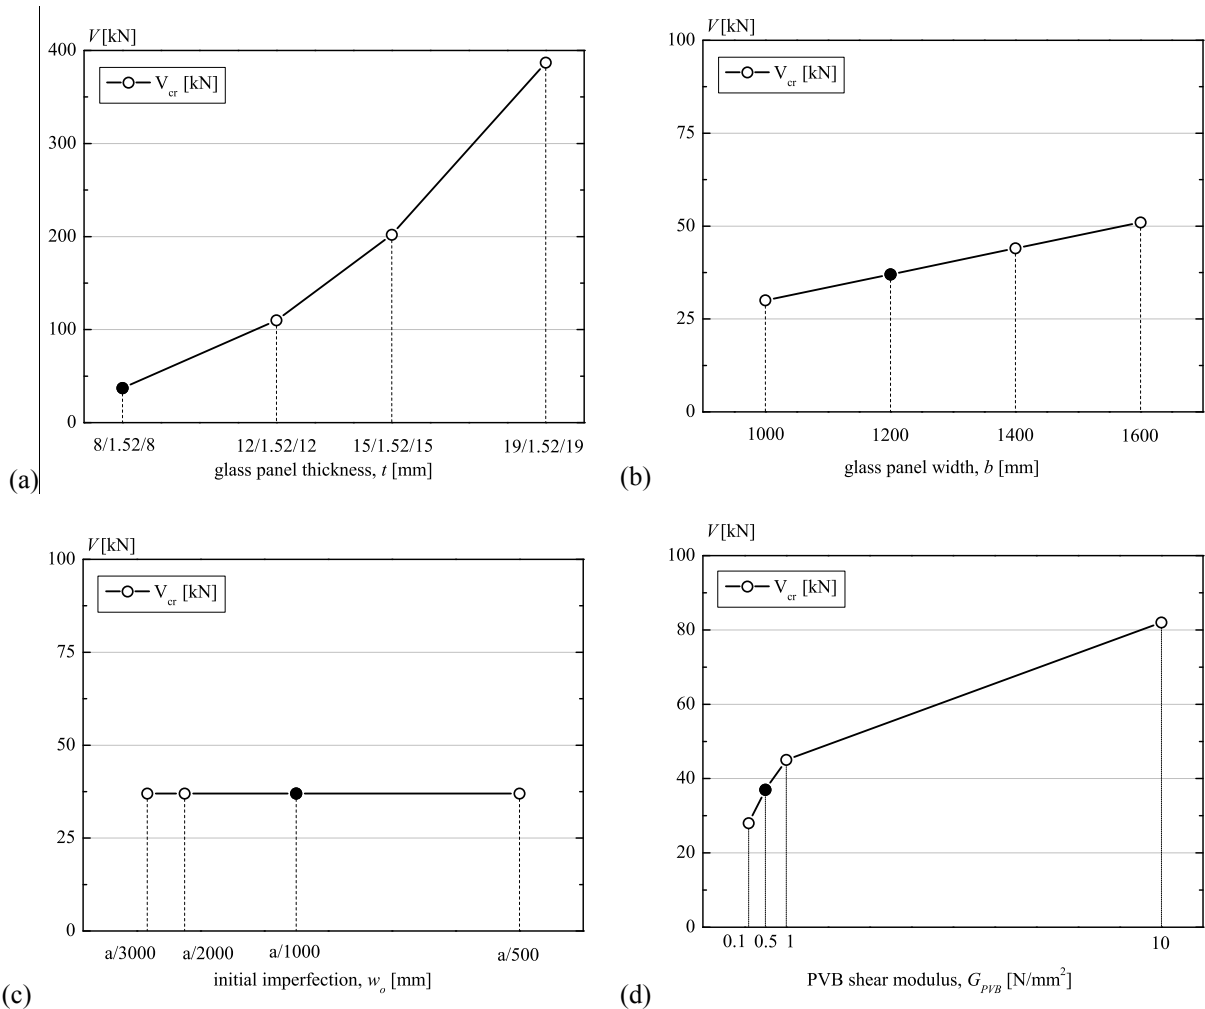 V[kN]
400
300
200
100
0
V_cr [kN]
8/1.52/8 12/1.52/12 15/1.52/15 19/1.52/19
glass panel thickness, t [mm]
(a)
V[kN]
100
75
50
25
0
V_cr [kN]
1000 1200 1400 1600
glass panel width, b [mm]
(b)
V[kN]
100
75
50
25
0
V_cr [kN]
a/3000 a/2000 a/1000 a/500
initial imperfection, w_o [mm]
(c)
V[kN]
100
80
60
40
20
0
V_cr [kN]
0.1 0.5 1 10
PVB shear modulus, G_PVB [N/mm²]
(d)